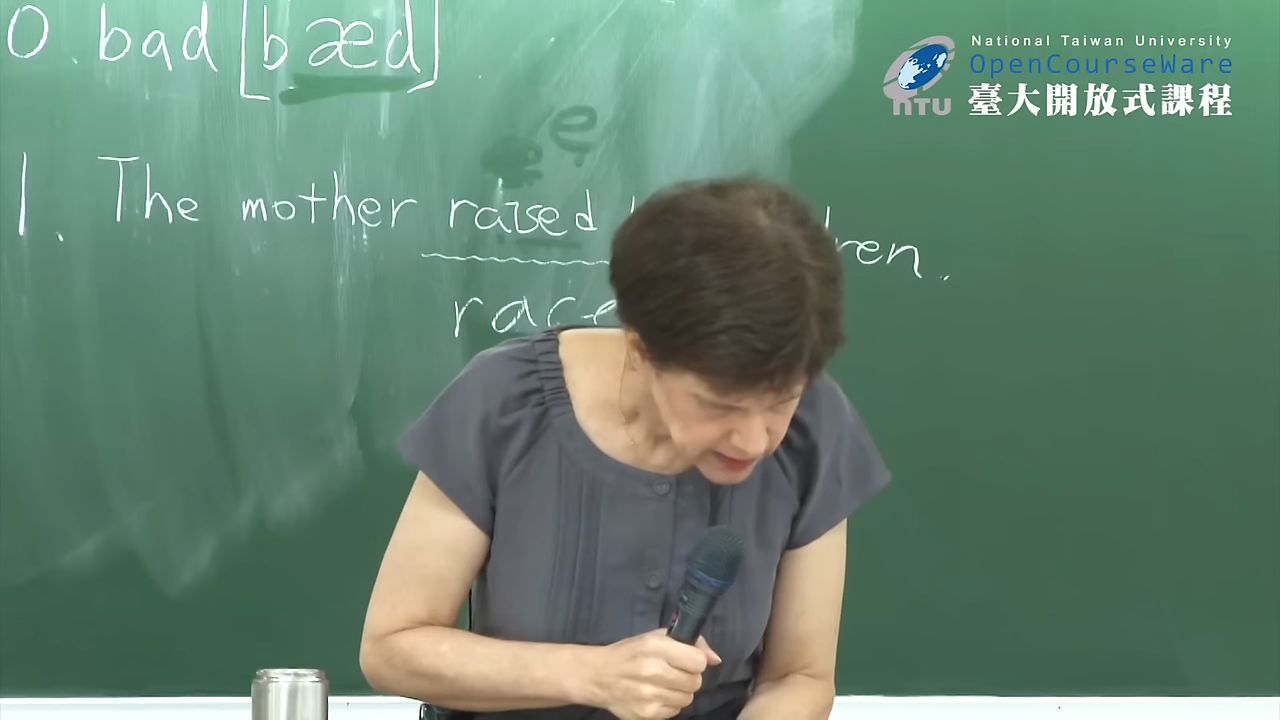 National Taiwan University
OpenCourseWare
NTU 臺大開放式課程
0. bad [bæd]
e
1. The mother raised ren.
race